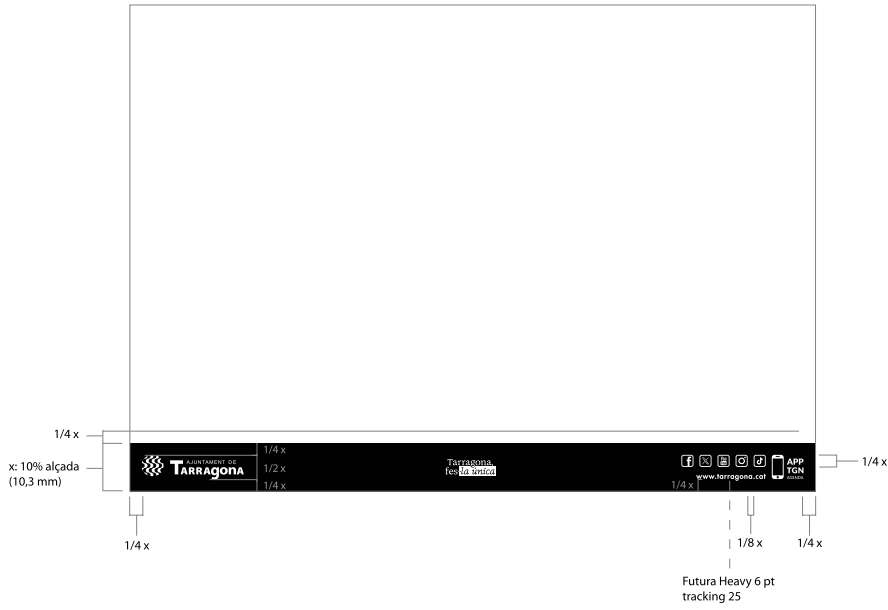 1/4 x
x: 10% alçada
(10,3 mm)
AJUNTAMENT DE
TARRAGONA
1/4 x
1/2 x
1/4 x
Tarragona,
fes-la única
APP
TGN
AGENDA
www.tarragona.cat
1/4 x
1/4 x
1/4 x
1/8 x
1/4 x
Futura Heavy 6 pt
tracking 25